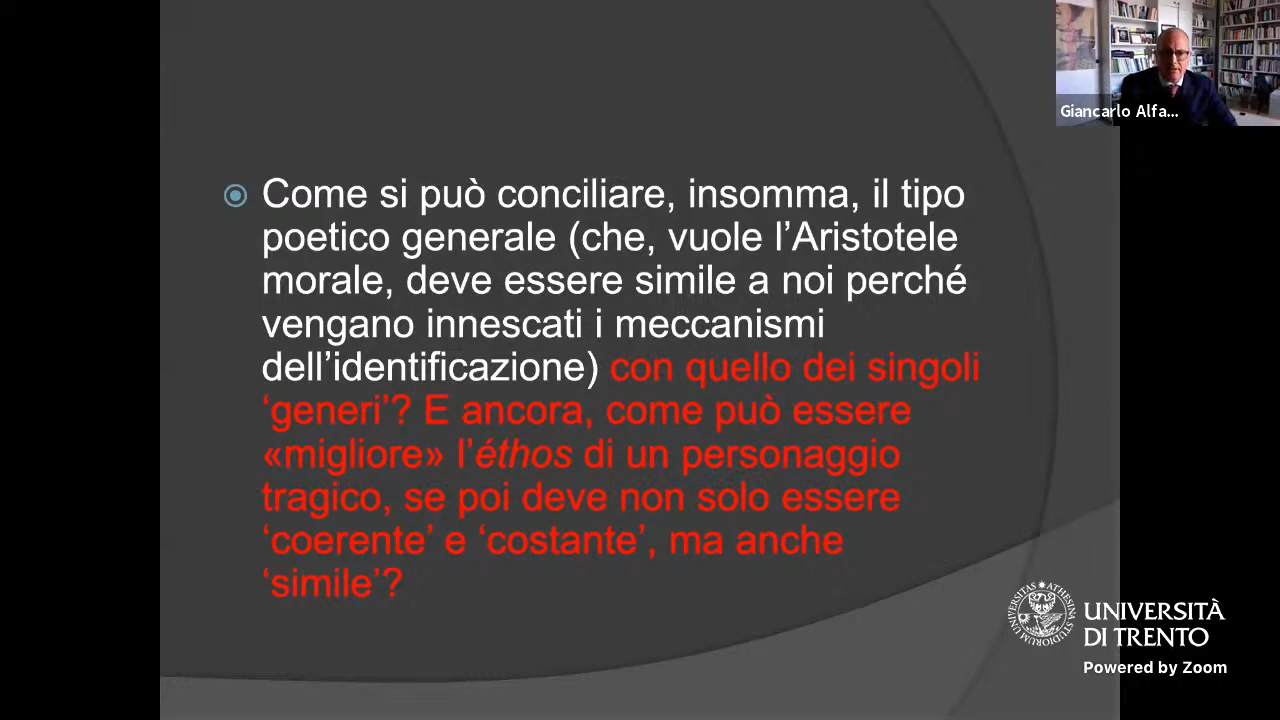 Giancarlo Alfa...
Come si può conciliare, insomma, il tipo
poetico generale (che, vuole l’Aristotele
morale, deve essere simile a noi perché
vengano innescati i meccanismi
dell’identificazione) con quello dei singoli
‘generi’? E ancora, come può essere
«migliore» l’éthos di un personaggio
tragico, se poi deve non solo essere
‘coerente’ e ‘costante’, ma anche
‘simile’?
UNIVERSITAS ATHESINA STUDIORUM
UNIVERSITÀ
DI TRENTO
Powered by Zoom